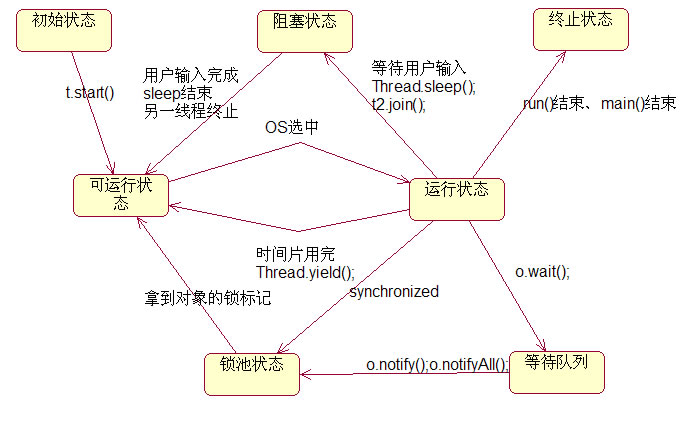 初始状态
阻塞状态
终止状态
t.start()
用户输入完成
sleep结束
另一线程终止
等待用户输入
Thread.sleep();
t2.join();
run()结束、main()结束
OS选中
可运行状
态
运行状态
时间片用完
Thread.yield();
o.wait();
synchronized
拿到对象的锁标记
锁池状态
o.notify();o.notifyAll();
等待队列